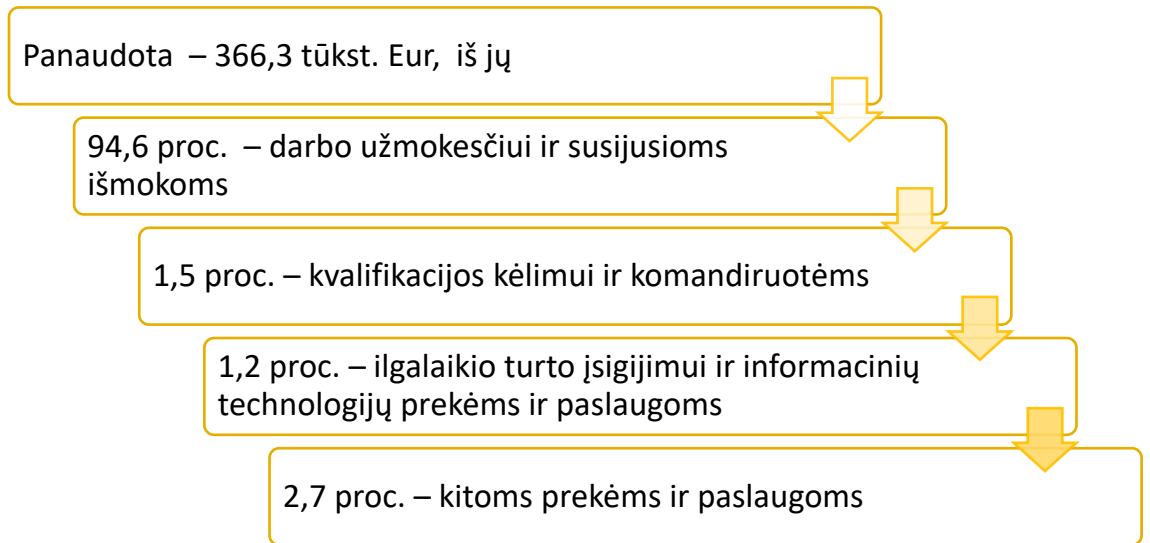 Panaudota – 366,3 tūkst. Eur, iš jų
94,6 proc. – darbo užmokesčiui ir susijusioms
išmokoms
1,5 proc. – kvalifikacijos kėlimui ir komandiruotėms
1,2 proc. – ilgalaikio turto įsigijimui ir informacinių
technologijų prekėms ir paslaugoms
2,7 proc. – kitoms prekėms ir paslaugoms